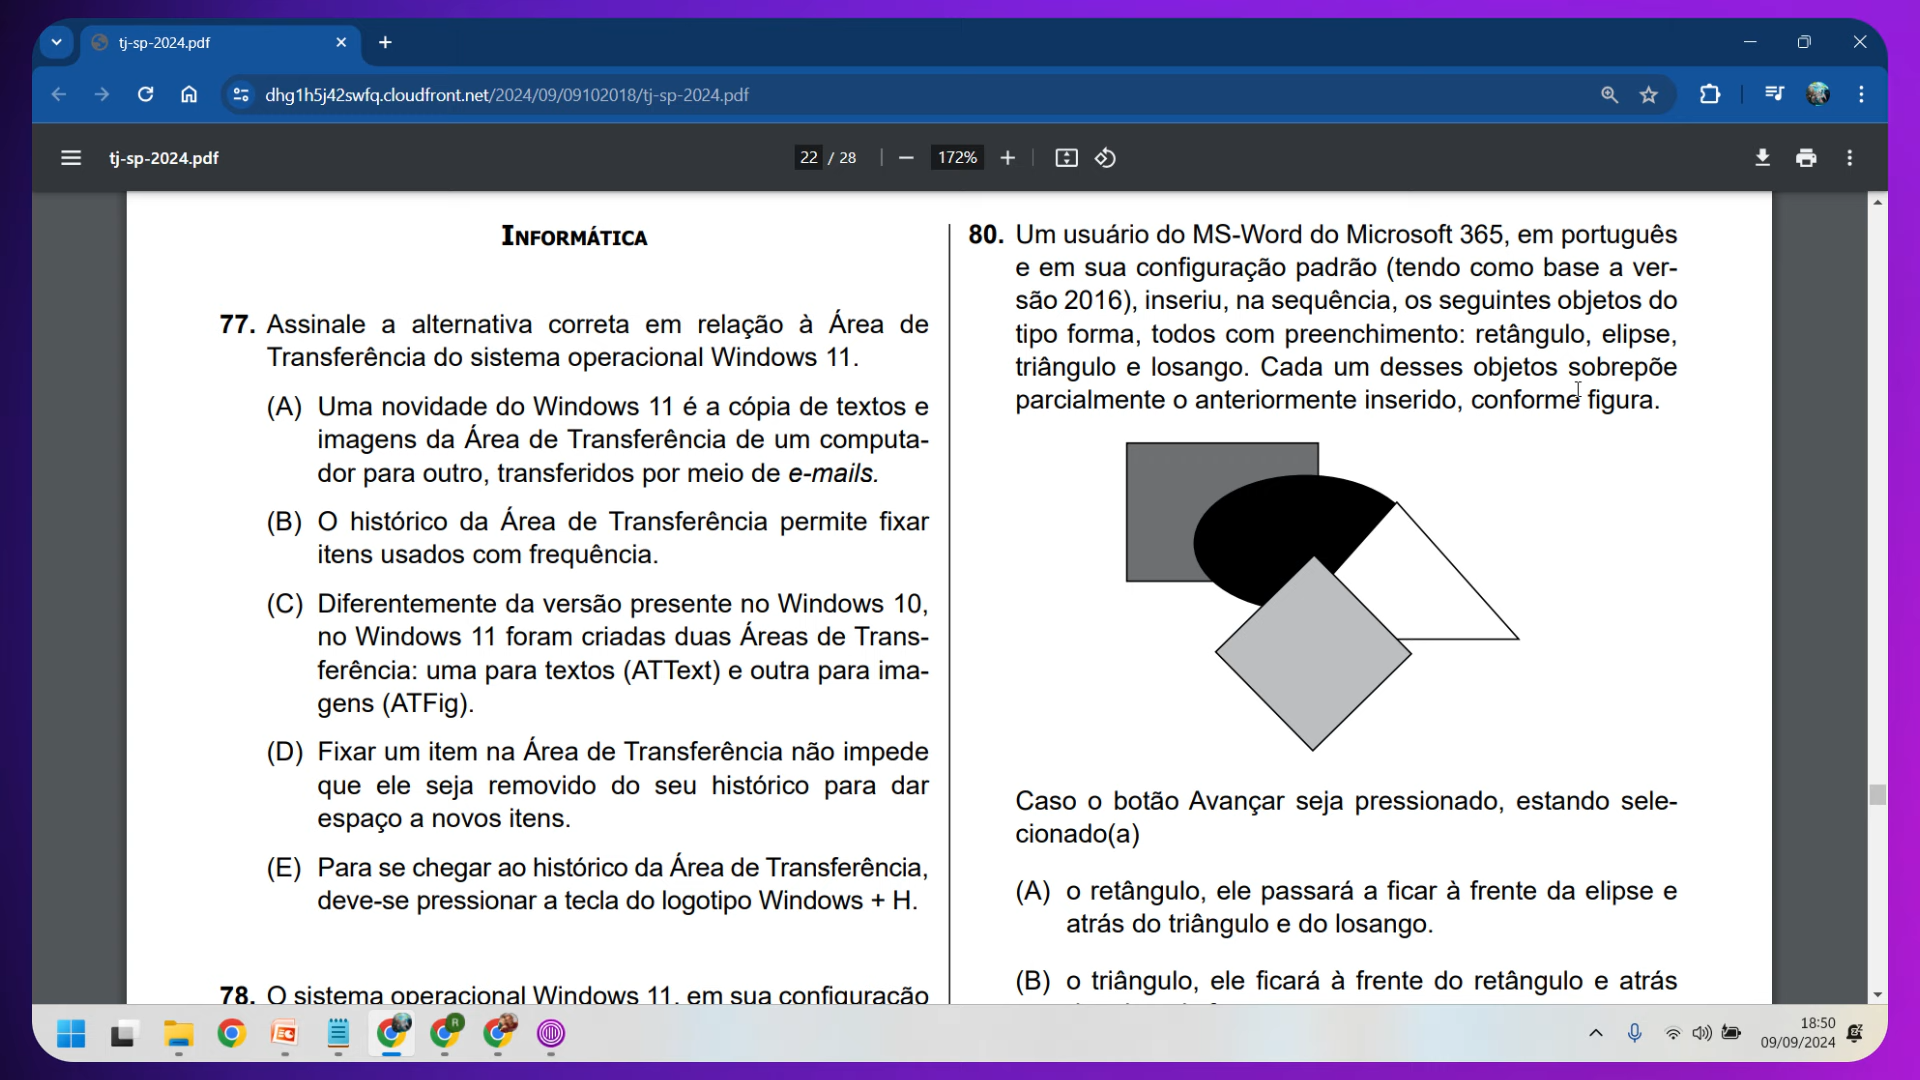 tj-sp-2024.pdf
dhg1h5j42swfq.cloudfront.net/2024/09/09102018/tj-sp-2024.pdf
tj-sp-2024.pdf
22 / 28
172%
INFORMÁTICA
77. Assinale a alternativa correta em relação à Área de
Transferência do sistema operacional Windows 11.
(A) Uma novidade do Windows 11 é a cópia de textos e
imagens da Área de Transferência de um computa-
dor para outro, transferidos por meio de e-mails.
(B) O histórico da Área de Transferência permite fixar
itens usados com frequência.
(C) Diferentemente da versão presente no Windows 10,
no Windows 11 foram criadas duas Áreas de Trans-
ferência: uma para textos (ATText) e outra para ima-
gens (ATFig).
(D) Fixar um item na Área de Transferência não impede
que ele seja removido do seu histórico para dar
espaço a novos itens.
(E) Para se chegar ao histórico da Área de Transferência,
deve-se pressionar a tecla do logotipo Windows + H.
78. O sistema operacional Windows 11, em sua configuração
80. Um usuário do MS-Word do Microsoft 365, em português
e em sua configuração padrão (tendo como base a ver-
são 2016), inseriu, na sequência, os seguintes objetos do
tipo forma, todos com preenchimento: retângulo, elipse,
triângulo e losango. Cada um desses objetos sobrepõe
parcialmente o anteriormente inserido, conforme figura.
Caso o botão Avançar seja pressionado, estando sele-
cionado(a)
(A) o retângulo, ele passará a ficar à frente da elipse e
atrás do triângulo e do losango.
(B) o triângulo, ele ficará à frente do retângulo e atrás
R
18:50
09/09/2024